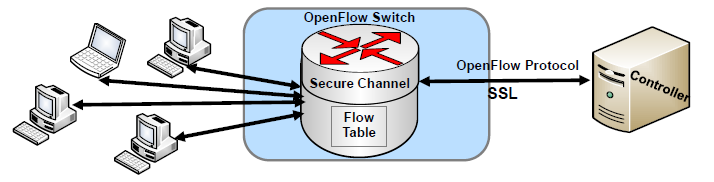 OpenFlow Switch
Secure Channel
Flow
Table
OpenFlow Protocol
SSL
Controller